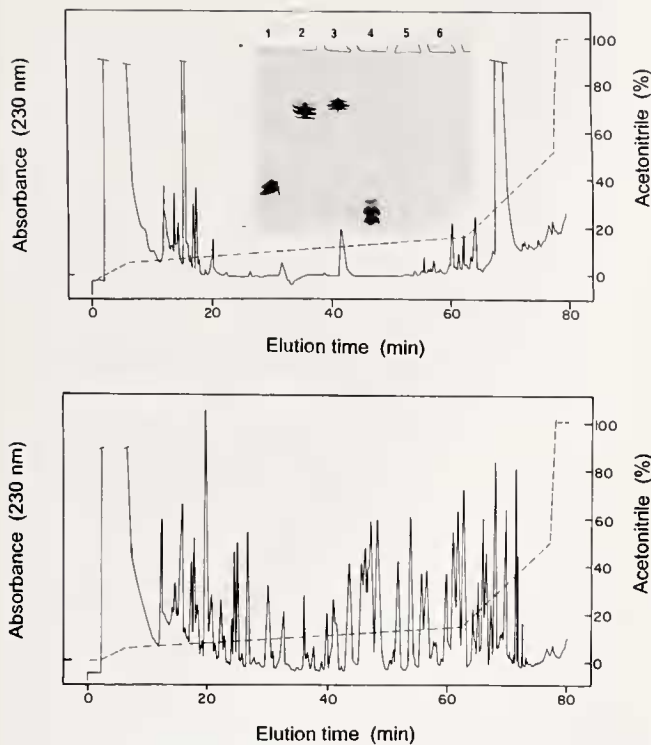 1 2 3 4 5 6
100
80
60
40
20
0
Absorbance (230 nm)
Acetonitrile (%)
0 20 40 60 80
Elution time (min)
100
80
60
40
20
0
Absorbance (230 nm)
Acetonitrile (%)
0 20 40 60 80
Elution time (min)